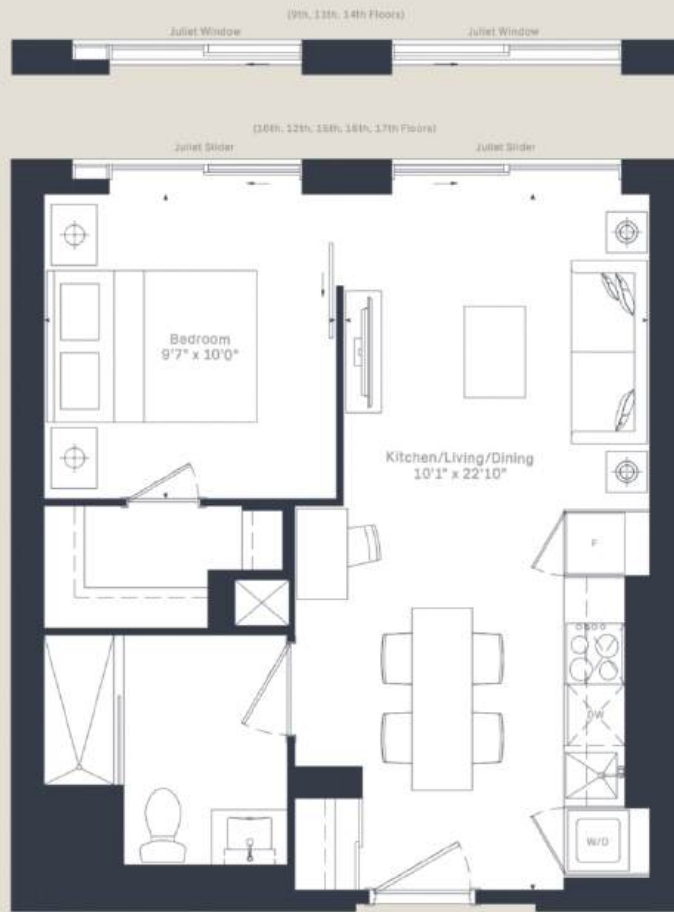 (9th, 11th, 14th Floors)
Juliet Window
Juliet Window
(10th, 12th, 15th, 16th, 17th Floors)
Juliet Slider
Juliet Slider
Bedroom
9'7" x 10'0"
Kitchen/Living/Dining
10'1" x 22'10"
F
DW
W/D